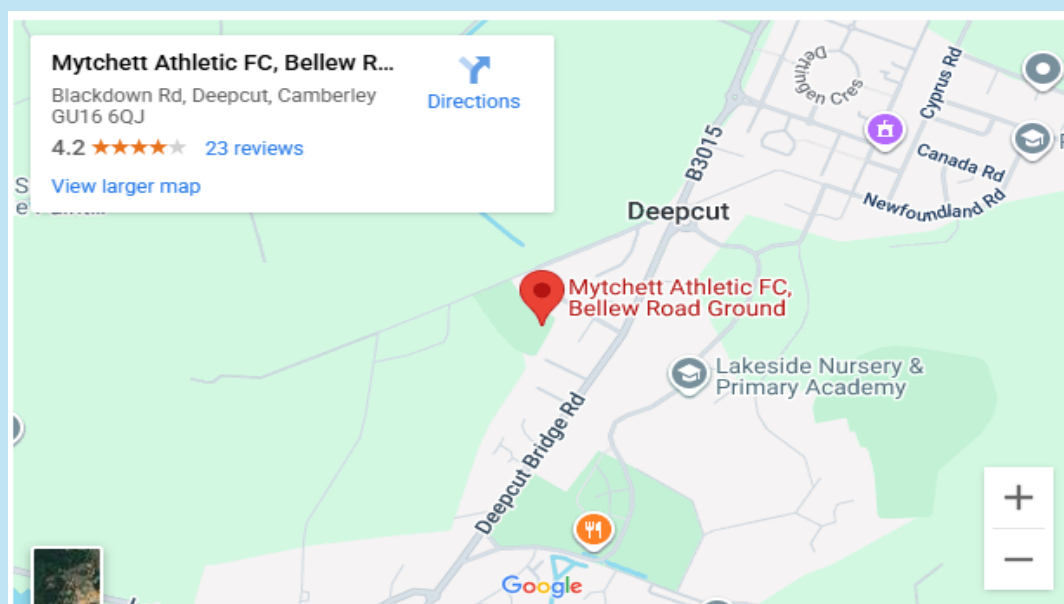 Mytchett Athletic FC, Bellew R...
Directions
Blackdown Rd, Deepcut, Camberley
GU16 6QJ
4.2
23 reviews
View larger map
Dettingen Cres
Cyprus Rd
B3015
Canada Rd
Newfoundland Rd
Deepcut
Mytchett Athletic FC,
Bellew Road Ground
Lakeside Nursery &
Primary Academy
Deepcut Bridge Rd
Google